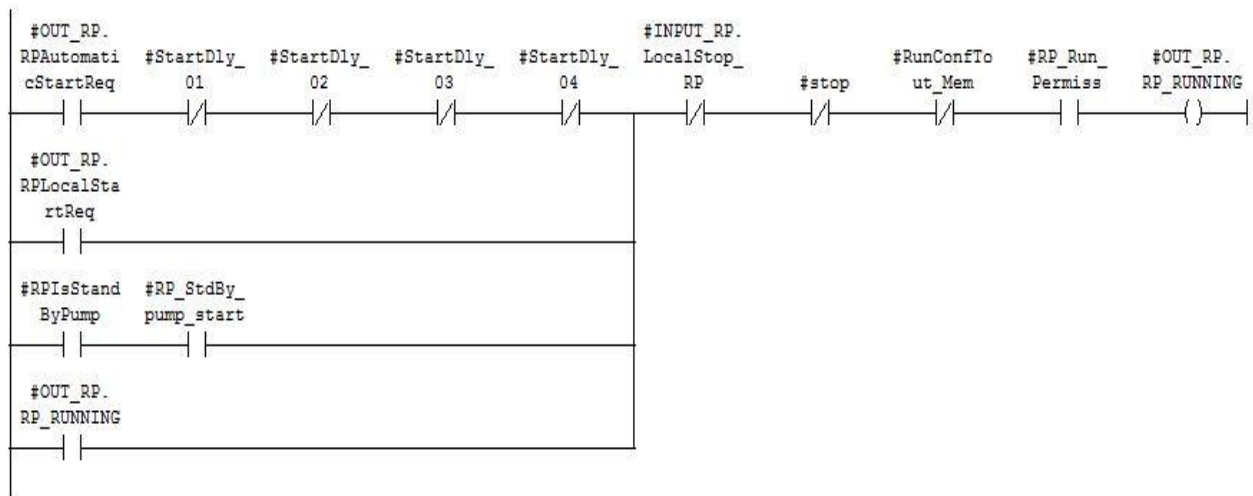 #OUT_RP.
RPAutomati
cStartReq
#StartDly_
01
#StartDly_
02
#StartDly_
03
#StartDly_
04
#INPUT_RP.
LocalStop_
RP
#stop
#RunConfTo
ut_Mem
#RP_Run_
Permiss
#OUT_RP.
RP_RUNNING
#OUT_RP.
RPLocalSta
rtReq
#RPIsStand
ByPump
#RP_StdBy_
pump_start
#OUT_RP.
RP_RUNNING